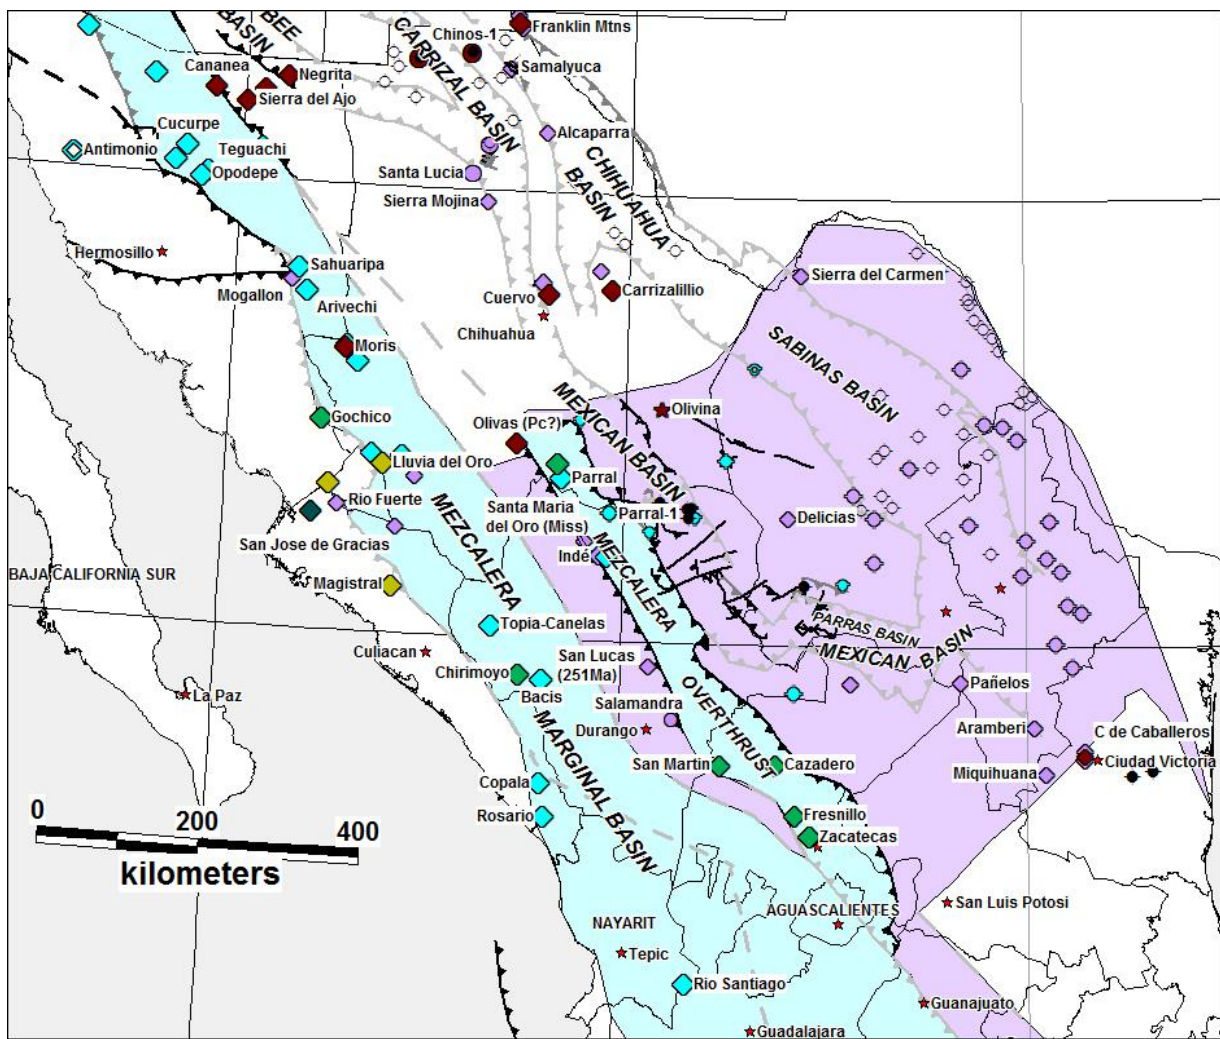 BEE
BASIN
CARRIZAL BASIN
Chinos-1
Franklin Mtns
Cananea
Negrita
Samalyuca
Sierra del Ajo
Cucurpe
Antimonio
Teguachi
Opodepe
Alcaparra
CHIHUAHUA
BASIN
Santa Lucia
Sierra Mojina
Hermosillo
Sahuaripa
Mogallon
Arivechi
Cuervo
Carrizalillio
Sierra del Carmen
Chihuahua
Moris
SABINAS BASIN
MEXICAN BASIN
Gochico
Olivas (Pc?)
Olivina
Lluvia del Oro
Parral
Rio Fuerte
MEZCALERA
Santa Maria
del Oro (Miss)
Parral-1
Delicias
San Jose de Gracias
MEZCALERA
Indé
BAJA CALIFORNIA SUR
Magistral
Topia-Canelas
PARRAS BASIN
MEXICAN BASIN
Culiacan
San Lucas
(251Ma)
Chirimoyo
Bacis
La Paz
Pañelos
OVERTHRUST
Salamandra
Durango
MARGINAL BASIN
Aramberi
C de Caballeros
San Martin
Cazadero
Ciudad Victoria
Miquihuana
Copala
Rosario
Fresnillo
Zacatecas
0
200
400
kilometers
San Luis Potosi
AGUASCALIENTES
NAYARIT
Tepic
Rio Santiago
Guanajuato
Guadalajara